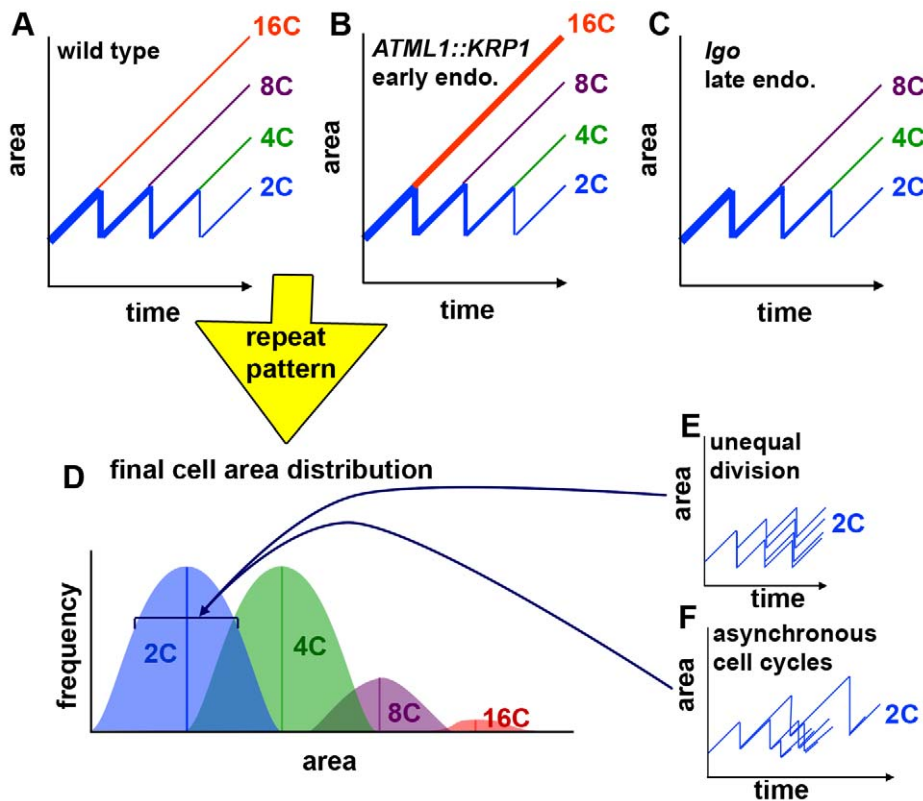 A
wild type
16C
8C
4C
2C
area
time
B
ATML1::KRP1
early endo.
16C
8C
4C
2C
area
time
C
lgo
late endo.
8C
4C
2C
area
time
repeat
pattern
D
final cell area distribution
frequency
2C
4C
8C
16C
area
E
unequal
division
area
2C
time
F
asynchronous
cell cycles
area
2C
time